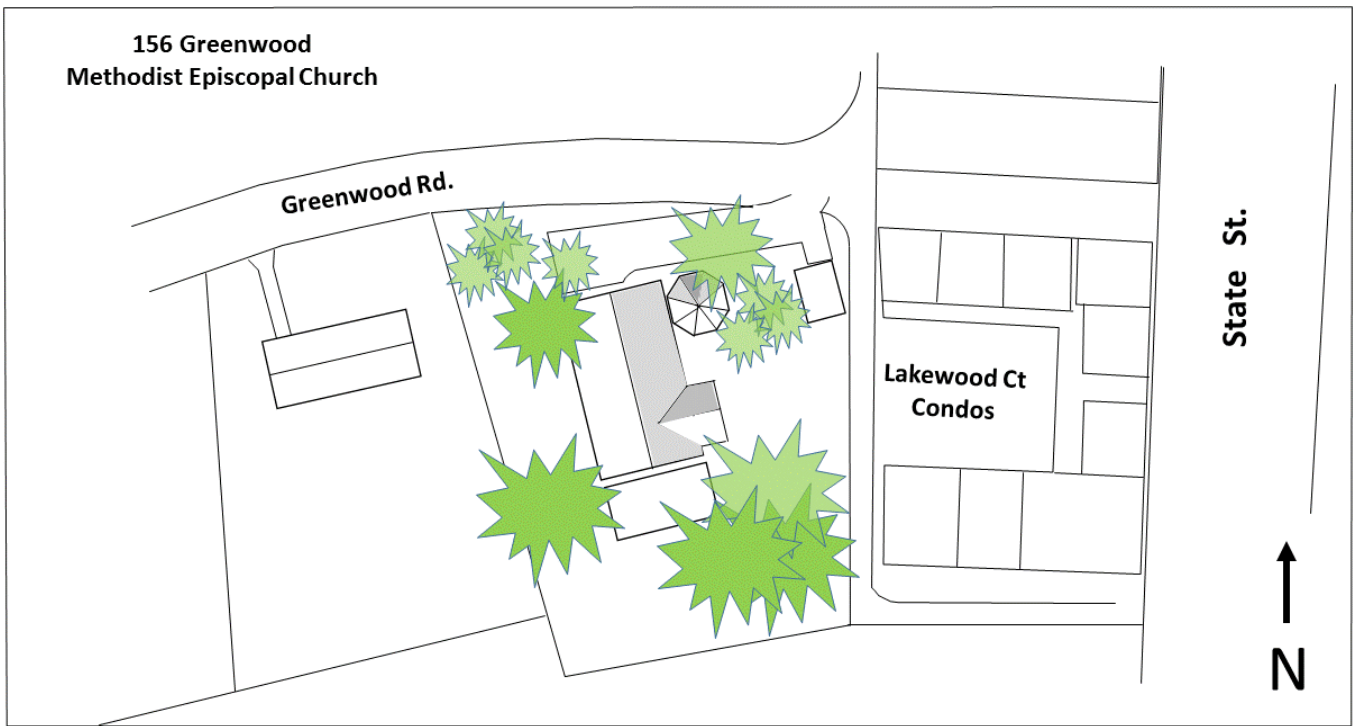 156 Greenwood
Methodist Episcopal Church
Greenwood Rd.
State St.
Lakewood Ct
Condos
N